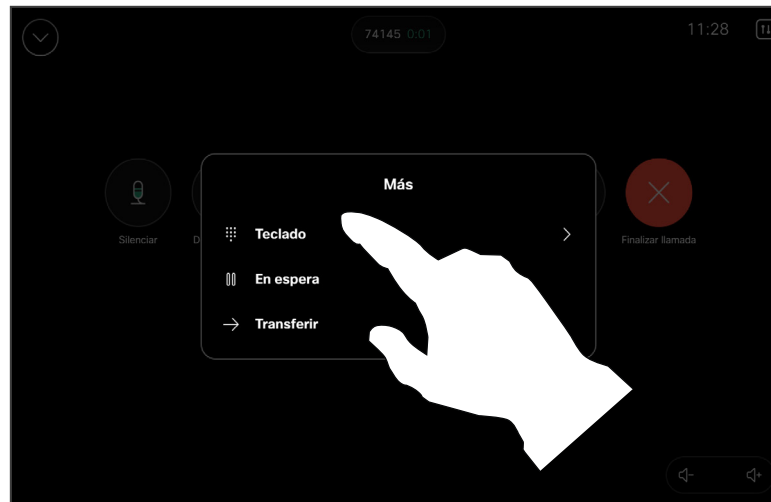 74145 0:01
11:28
Más
Silenciar
D
Teclado
Finalizar llamada
En espera
Transferir